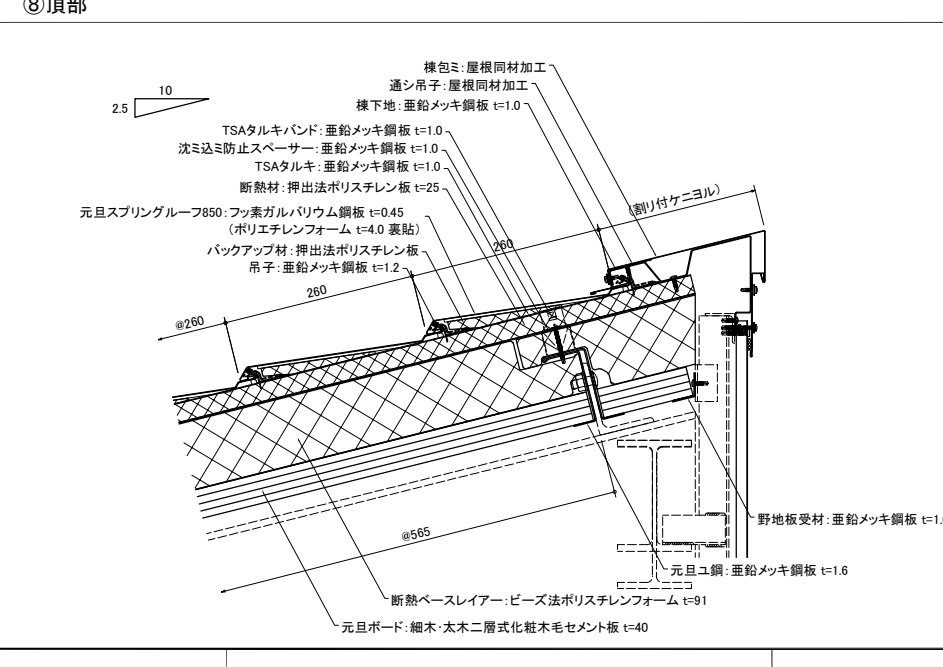 ⑧頂部
棟包ミ:屋根同材加工
通シ吊子:屋根同材加工
棟下地:亜鉛メッキ鋼板 t=1.0
10
2.5
TSAタルキバンド:亜鉛メッキ鋼板 t=1.0
沈ミ込ミ防止スペーサー:亜鉛メッキ鋼板 t=1.0
TSAタルキ:亜鉛メッキ鋼板 t=1.0
断熱材:押出法ポリスチレン板 t=25
元旦スプリングルーフ850:フッ素ガルバリウム鋼板 t=0.45
(ポリエチレンフォーム t=4.0 裏貼)
バックアップ材:押出法ポリスチレン板
吊子:亜鉛メッキ鋼板 t=1.2
(割り付ケニヨル)
260
260
@260
@565
野地板受材:亜鉛メッキ鋼板 t=1.
元旦ユ鋼:亜鉛メッキ鋼板 t=1.6
断熱ベースレイアー:ビーズ法ポリスチレンフォーム t=91
元旦ボード:細木・太木二層式化粧木毛セメント板 t=40